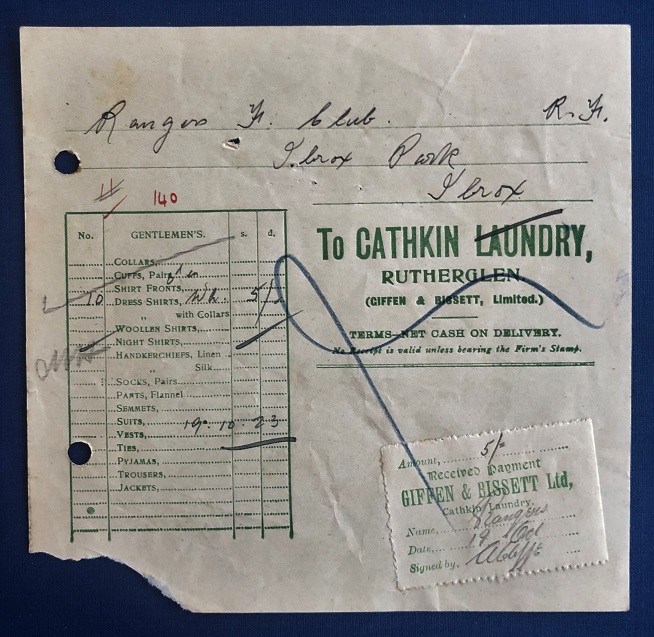 Rangers F. Club. R. F.
Ibrox Park
Ibrox
140
No. GENTLEMEN'S. s. d.
COLLARS,
CUFFS, Pairs
SHIRT FRONTS,
10 DRESS SHIRTS, 5/-
with Collars
WOOLLEN SHIRTS,
NIGHT SHIRTS,
HANDKERCHIEFS, Linen
" Silk
SOCKS, Pairs
PANTS, Flannel
SEMMETS,
SUITS, 19. 10. 23
VESTS,
TIES,
PYJAMAS,
TROUSERS,
JACKETS,
To CATHKIN LAUNDRY,
RUTHERGLEN.
(GIFFEN & BISSETT, Limited.)
TERMS—NET CASH ON DELIVERY.
No Receipt is valid unless bearing the Firm's Stamp.
Amount, 5/-
Received payment
GIFFEN & BISSETT Ltd,
Cathkin Laundry.
Name, Rangers
Date, 19 Oct
Signed by,